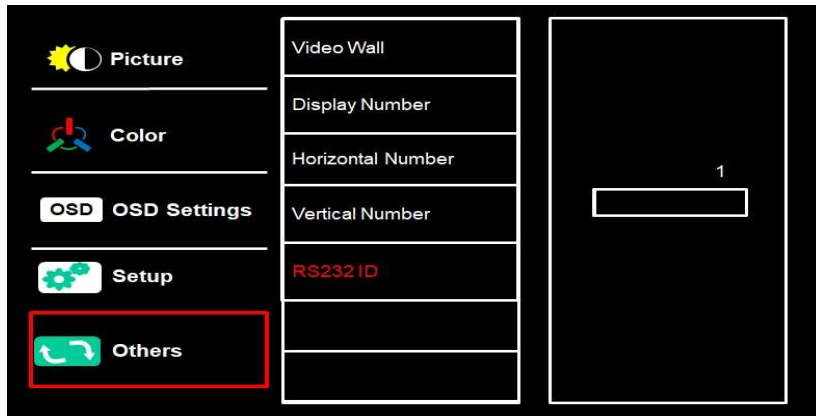 Picture
Color
OSD OSD Settings
Setup
Others
Video Wall
Display Number
Horizontal Number
Vertical Number
RS232 ID
1